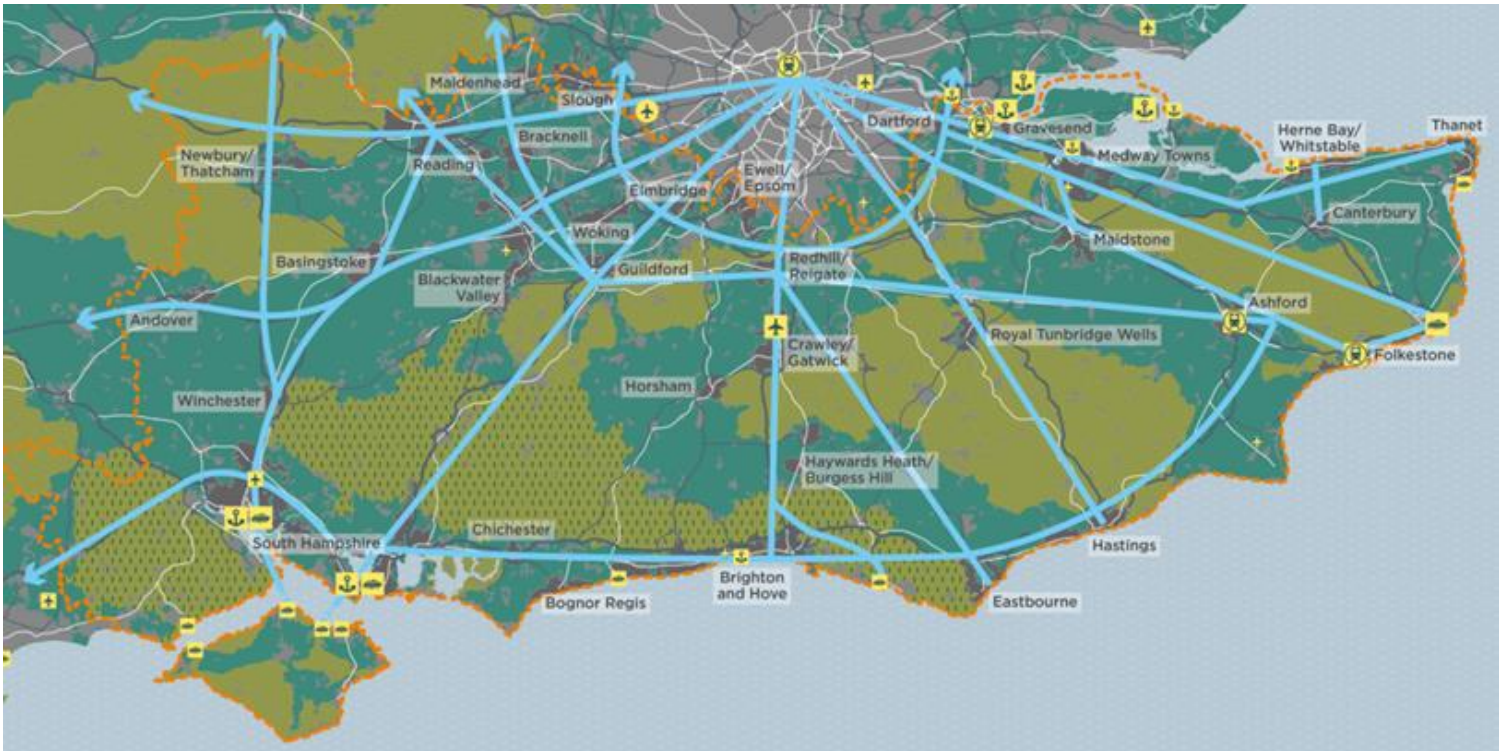 Maidenhead
Slough
Dartford
Gravesend
Herne Bay/
Whitstable
Thanet
Newbury/
Thatcham
Bracknell
Reading
Medway Towns
Ewell/
Epsom
Elmbridge
Canterbury
Woking
Maidstone
Basingstoke
Blackwater
Valley
Guildford
Redhill/
Reigate
Ashford
Andover
Royal Tunbridge Wells
Crawley/
Gatwick
Folkestone
Horsham
Winchester
Haywards Heath/
Burgess Hill
Chichester
South Hampshire
Hastings
Brighton
and Hove
Bognor Regis
Eastbourne